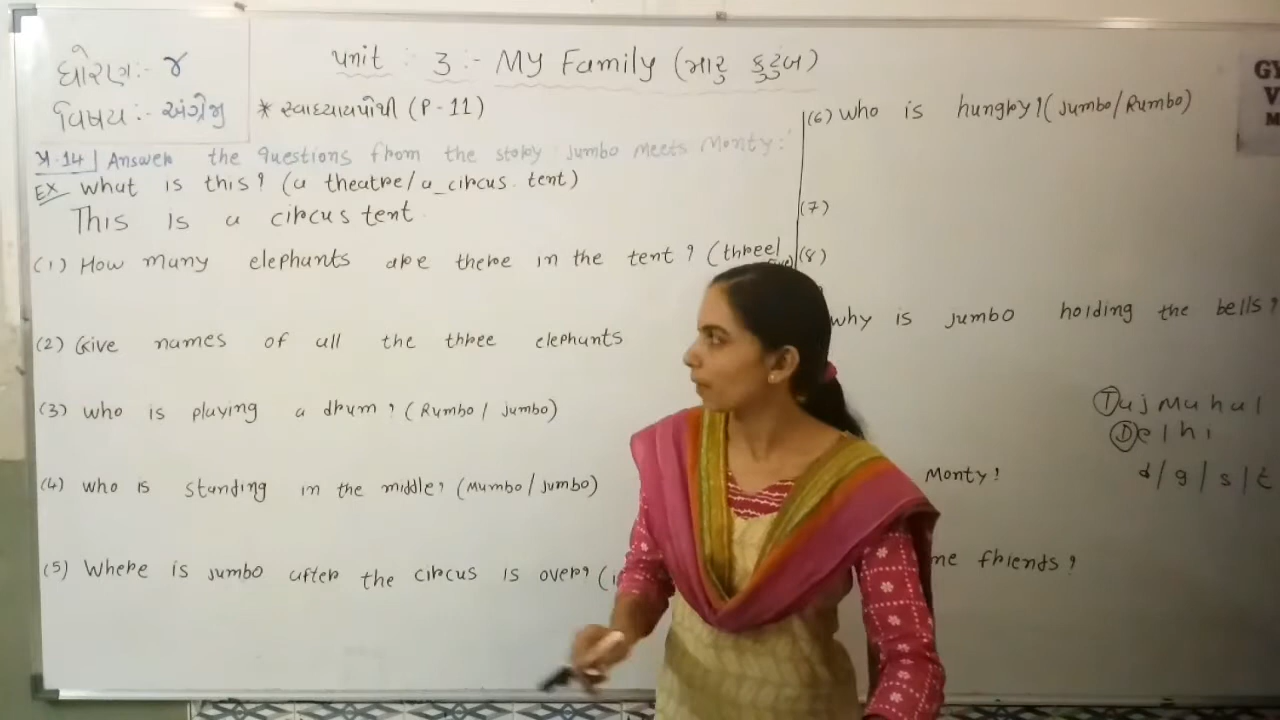 ધોરણ:- ૪
વિષય:- અંગ્રેજી
Unit : 3 :- My Family (મારુ કુટુંબ)
* સ્વાધ્યાયપોથી (P-11)
પ્ર.14 | Answer the questions from the story Jumbo meets Monty:
EX What is this? (a theatre/a circus tent)
This is a circus tent
(1) How many elephants are there in the tent? (three/
(2) Give names of all the three elephants
(3) who is playing a drum? (Rumbo / Jumbo)
(4) who is standing in the middle? (Mumbo / Jumbo)
(5) Where is Jumbo after the circus is over? (
(6) Who is hungry? (Jumbo/Rumbo)
(7)
(8)
why is Jumbo holding the bells?
Monty?
friends?
Taj Mahal
Delhi
d/g/s/t
GY
V
M